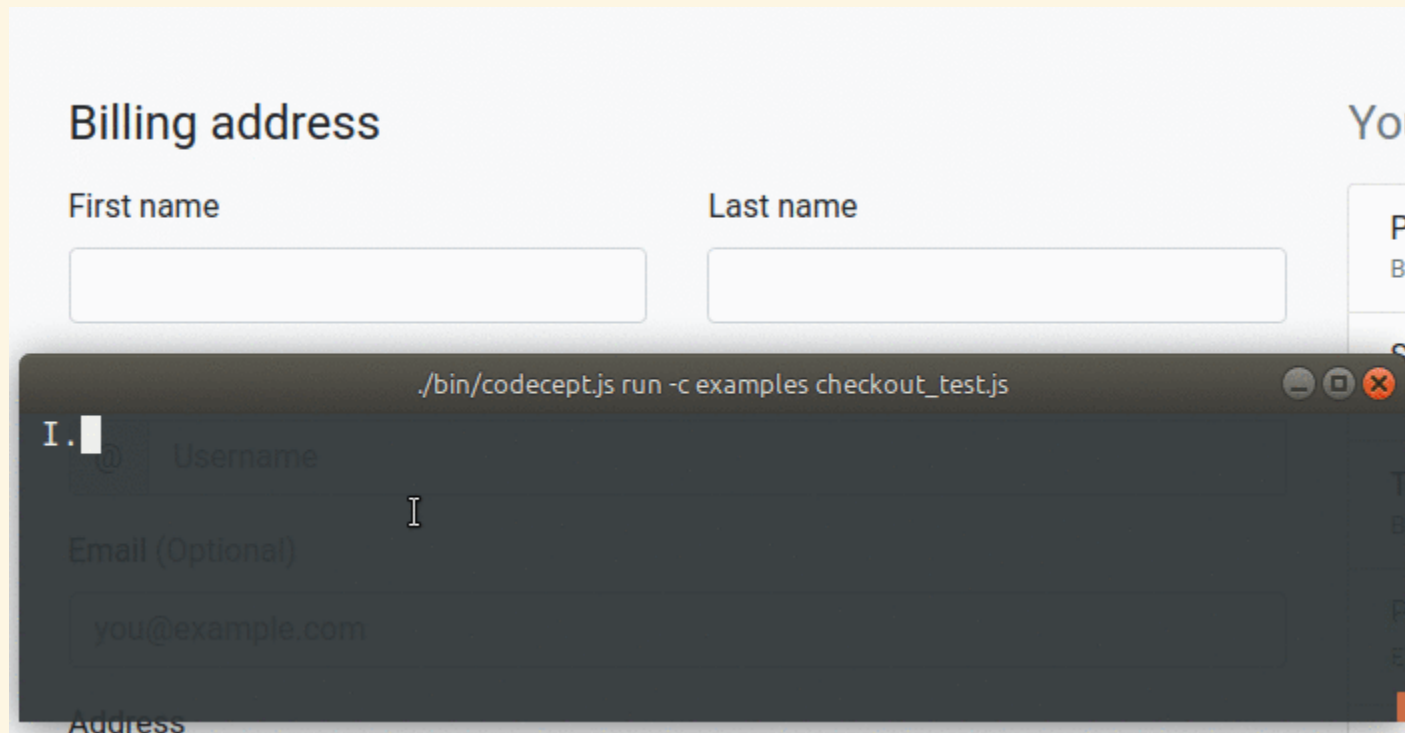 Billing address
You
First name
Last name
P
B
./bin/codecept.js run -c examples checkout_test.js
I.
@
Username
Email (Optional)
you@example.com
Address